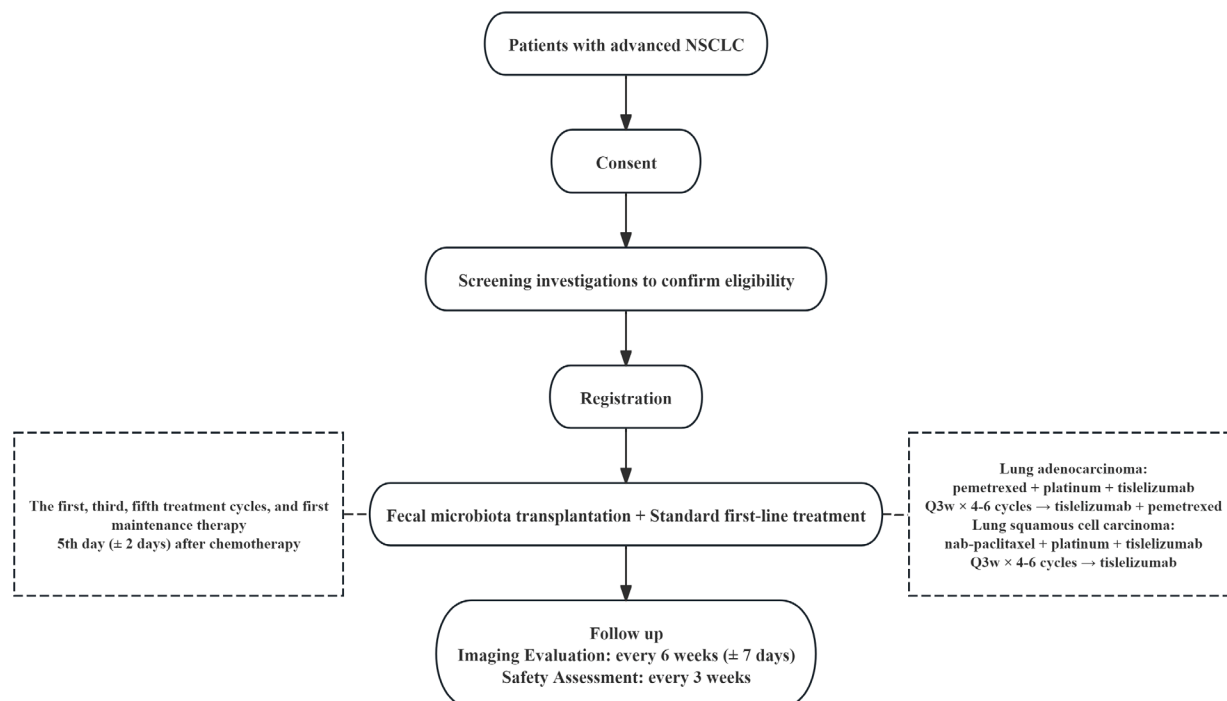 Patients with advanced NSCLC
Consent
Screening investigations to confirm eligibility
Registration
The first, third, fifth treatment cycles, and first
maintenance therapy
5th day (± 2 days) after chemotherapy
Fecal microbiota transplantation + Standard first-line treatment
Lung adenocarcinoma:
pemetrexed + platinum + tislelizumab
Q3w × 4-6 cycles → tislelizumab + pemetrexed
Lung squamous cell carcinoma:
nab-paclitaxel + platinum + tislelizumab
Q3w × 4-6 cycles → tislelizumab
Follow up
Imaging Evaluation: every 6 weeks (± 7 days)
Safety Assessment: every 3 weeks